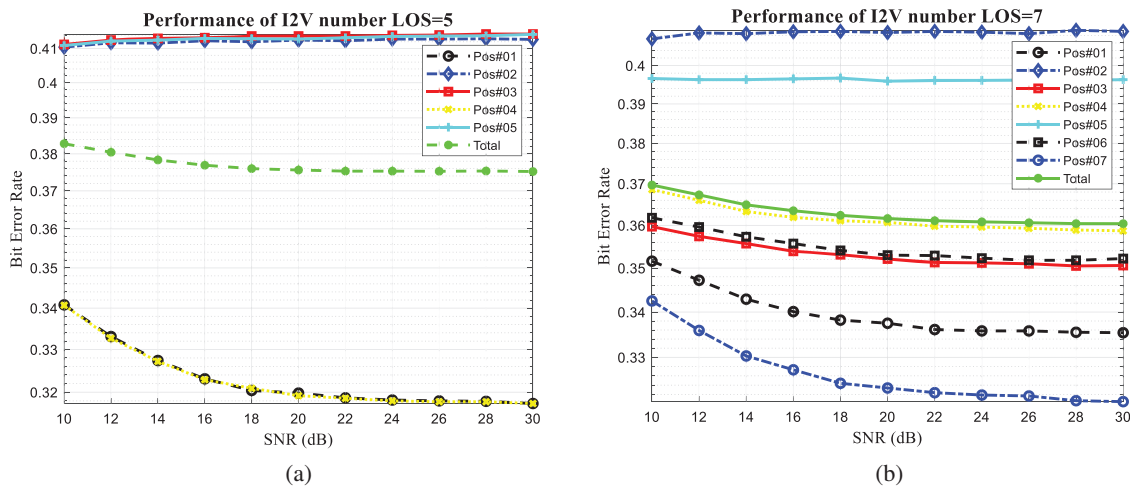 Performance of I2V number LOS=5
0.41
0.4
0.39
0.38
0.37
0.36
0.35
0.34
0.33
0.32
Bit Error Rate
10 12 14 16 18 20 22 24 26 28 30
SNR (dB)
Pos#01
Pos#02
Pos#03
Pos#04
Pos#05
Total
(a)
Performance of I2V number LOS=7
0.4
0.39
0.37
0.36
0.35
0.33
Bit Error Rate
10 12 14 16 18 20 22 24 26 28 30
SNR (dB)
Pos#01
Pos#02
Pos#03
Pos#04
Pos#05
Pos#06
Pos#07
Total
(b)